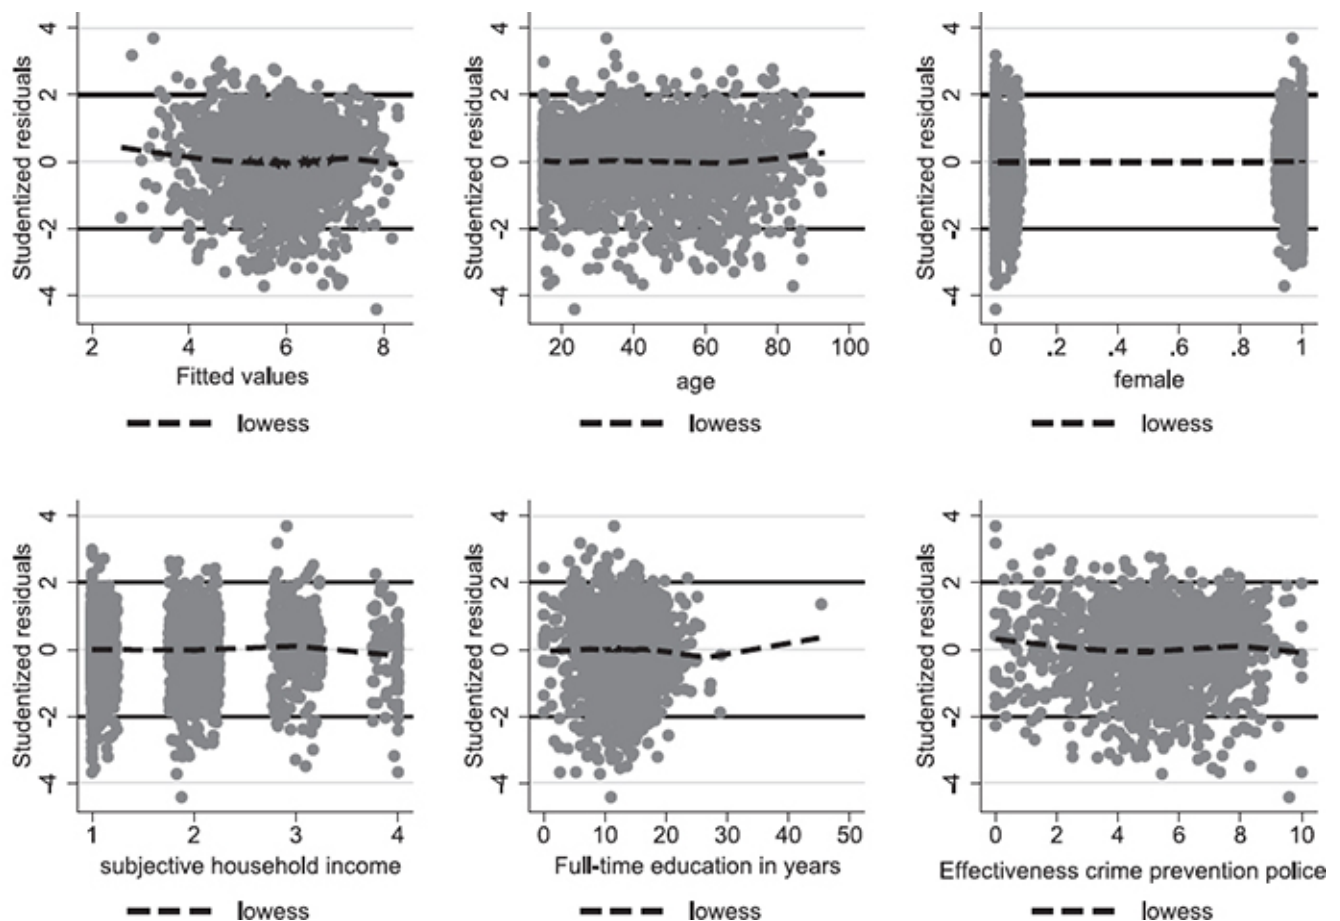 Studentized residuals
4
2
0
-2
-4
2 4 6 8
Fitted values
lowess
Studentized residuals
4
2
0
-2
-4
20 40 60 80 100
age
lowess
Studentized residuals
4
2
0
-2
-4
0 .2 .4 .6 .8 1
female
lowess
Studentized residuals
4
2
0
-2
-4
1 2 3 4
subjective household income
lowess
Studentized residuals
4
2
0
-2
-4
0 10 20 30 40 50
Full-time education in years
lowess
Studentized residuals
4
2
0
-2
-4
0 2 4 6 8 10
Effectiveness crime prevention police
lowess